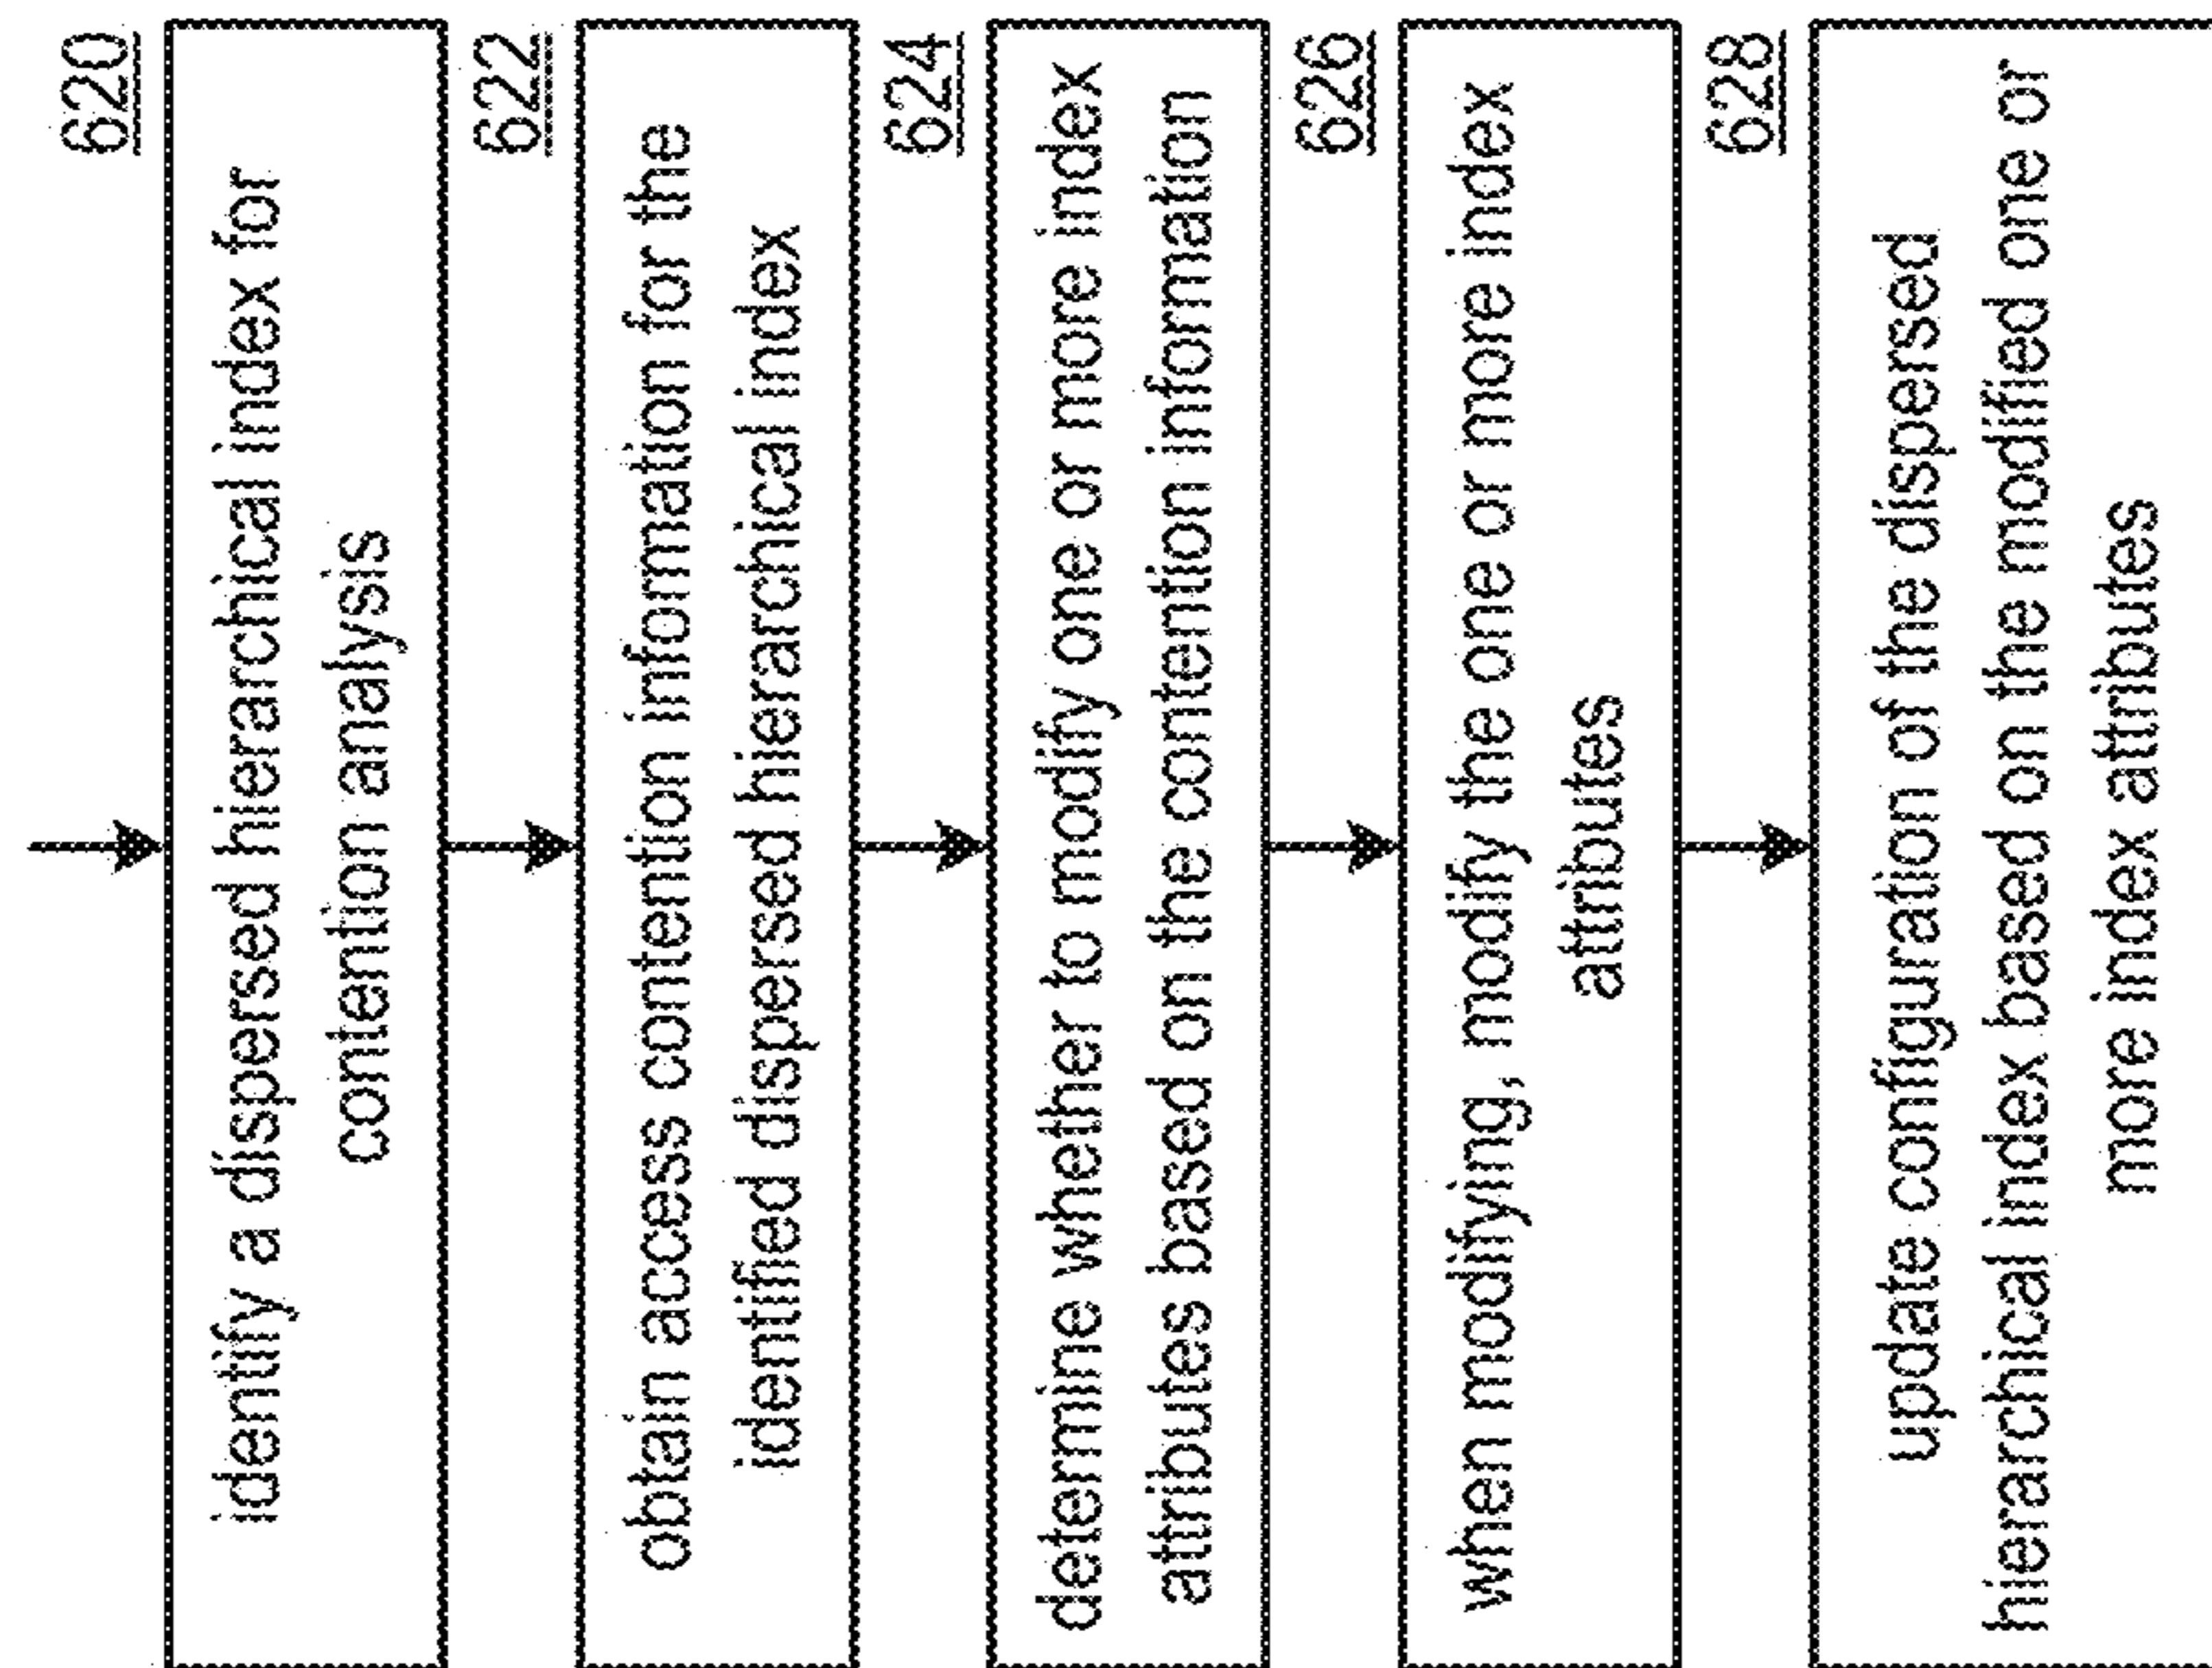 620
identify a dispersed hierarchical index for
contention analysis
622
obtain access contention information for the
identified dispersed hierarchical index
624
determine whether to modify one or more index
attributes based on the contention information
626
when modifying, modify the one or more index
attributes
628
update configuration of the dispersed
hierarchical index based on the modified one or
more index attributes